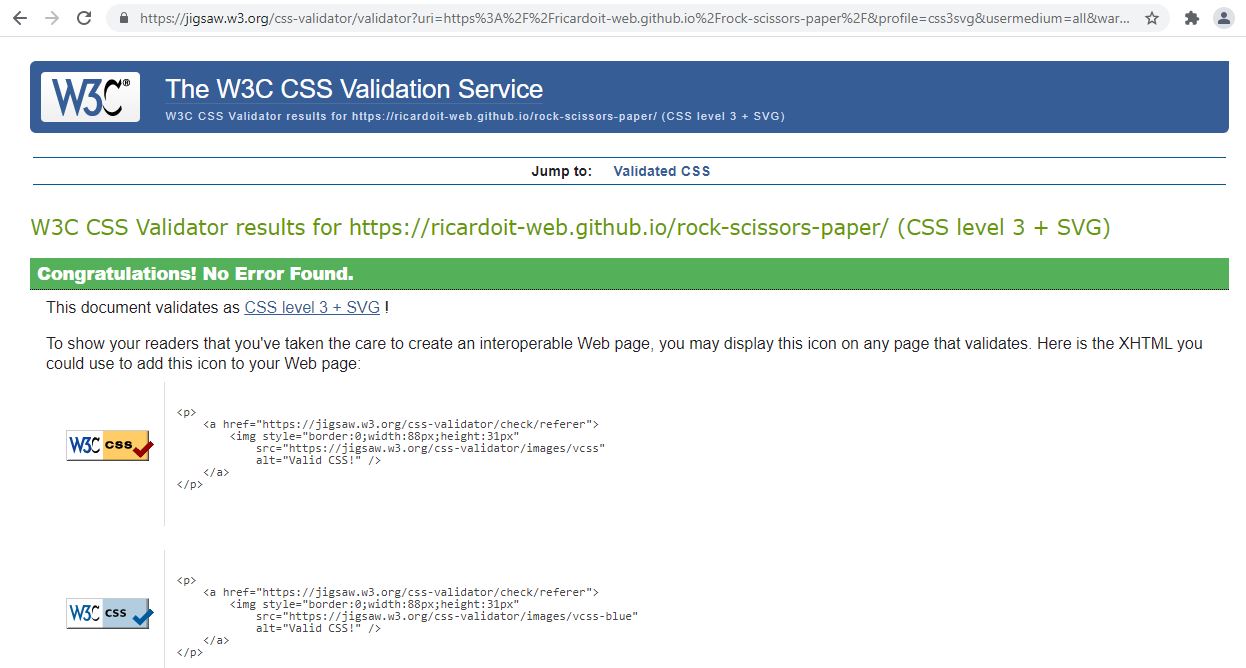 https://jigsaw.w3.org/css-validator/validator?uri=https%3A%2F%2Fricardoit-web.github.io%2Frock-scissors-paper%2F&profile=css3svg&usermedium=all&war...
W3C®
The W3C CSS Validation Service
W3C CSS Validator results for https://ricardoit-web.github.io/rock-scissors-paper/ (CSS level 3 + SVG)
Jump to: Validated CSS
W3C CSS Validator results for https://ricardoit-web.github.io/rock-scissors-paper/ (CSS level 3 + SVG)
Congratulations! No Error Found.
This document validates as CSS level 3 + SVG !
To show your readers that you've taken the care to create an interoperable Web page, you may display this icon on any page that validates. Here is the XHTML you
could use to add this icon to your Web page:
W3C css
<p>
<a href="https://jigsaw.w3.org/css-validator/check/referer">
<img style="border:0;width:88px;height:31px"
src="https://jigsaw.w3.org/css-validator/images/vcss"
alt="Valid CSS!" />
</a>
</p>
W3C css
<p>
<a href="https://jigsaw.w3.org/css-validator/check/referer">
<img style="border:0;width:88px;height:31px"
src="https://jigsaw.w3.org/css-validator/images/vcss-blue"
alt="Valid CSS!" />
</a>
</p>